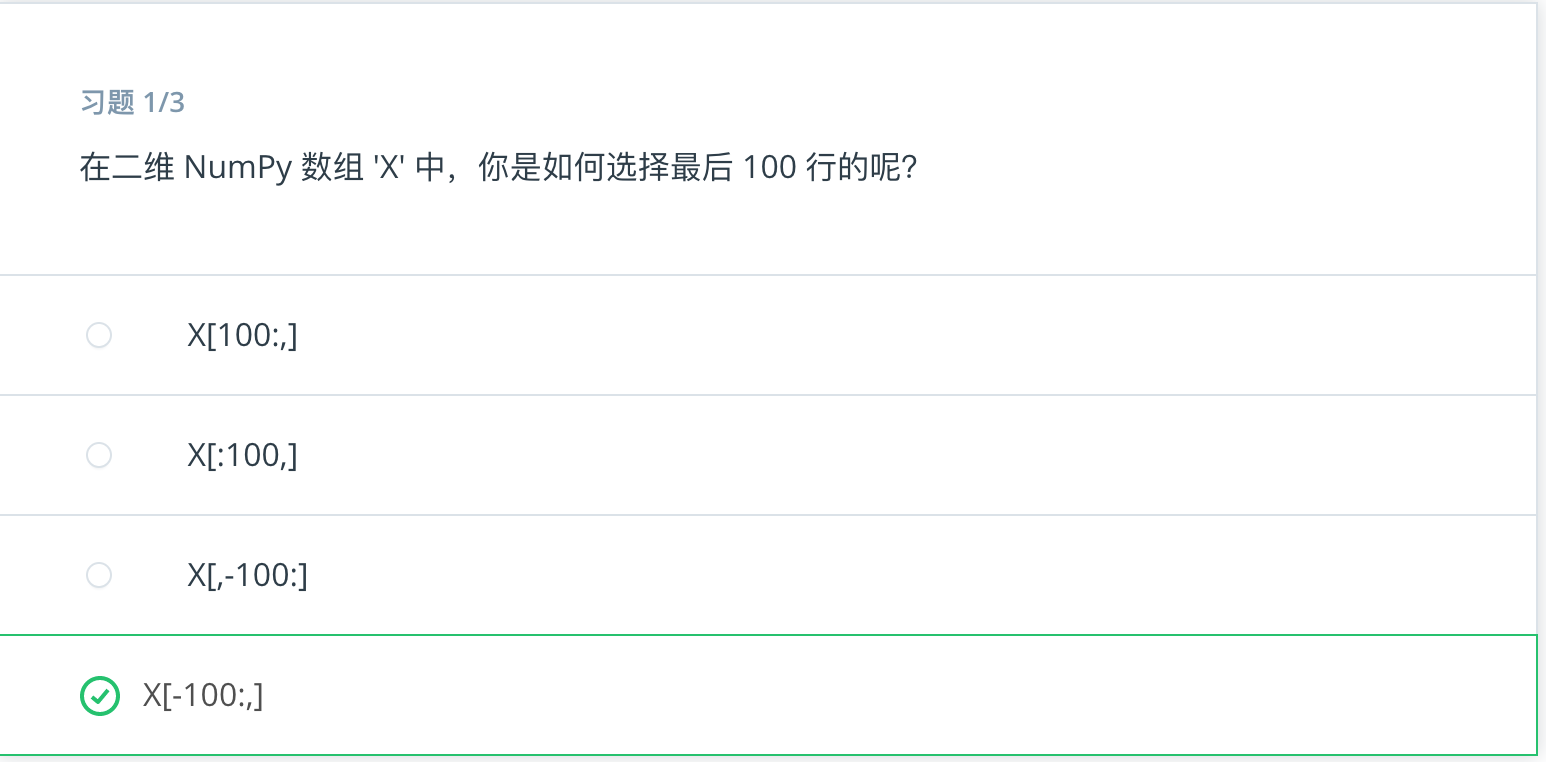 习题 1/3
在二维 NumPy 数组 'X' 中，你是如何选择最后 100 行的呢?
X[100:,]
X[:100,]
X[,-100:]
X[-100:,]